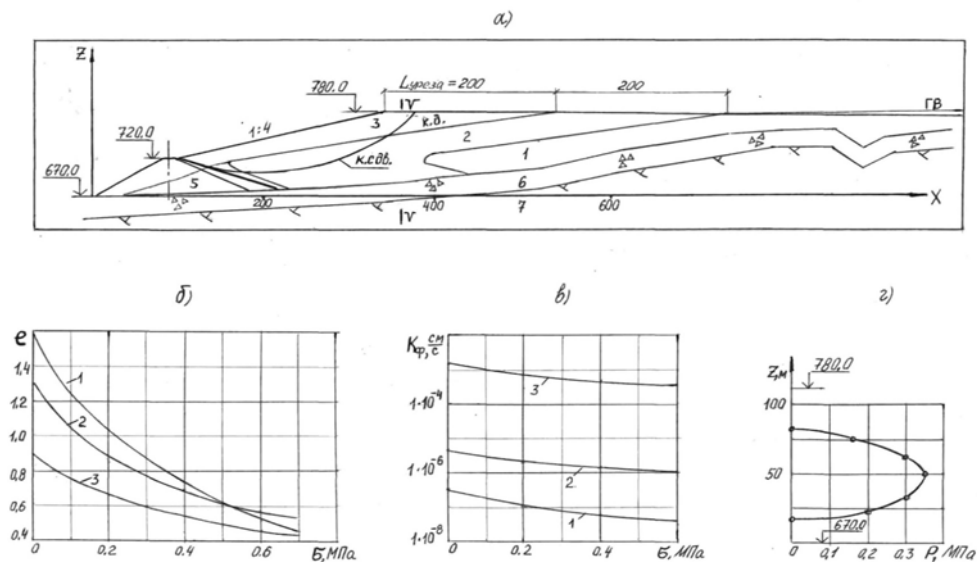 а)
Z
780.0
Lуреза = 200
200
ГВ
IV
1:4
3
к.д.
720.0
2
1
к.сдв.
670.0
5
6
200
400
7
600
X
IV
б)
в)
г)
e
1,4
1,2
1,0
0,8
0,6
0.4
1
2
3
0
0.2
0.4
0.6
Б,МПа
Kф, см/с
1·10⁻⁴
1·10⁻⁶
1·10⁻⁸
3
2
1
0
0.2
0.4
Б,МПа
Z,м
780.0
100
50
0
670.0
0
0,1
0,2
0,3
P, МПа